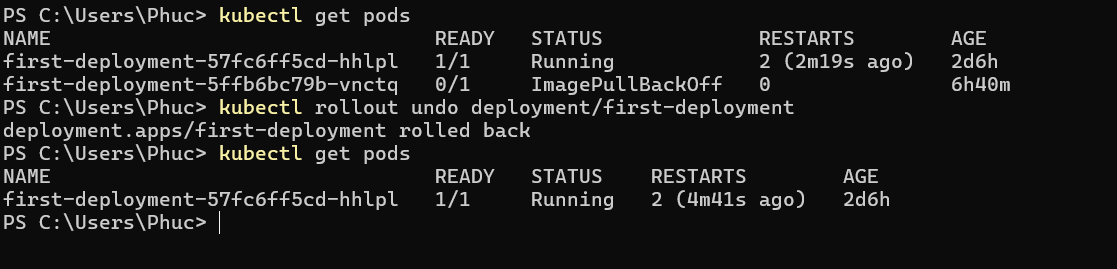 PS C:\Users\Phuc> kubectl get pods
NAME READY STATUS RESTARTS AGE
first-deployment-57fc6ff5cd-hhlpl 1/1 Running 2 (2m19s ago) 2d6h
first-deployment-5ffb6bc79b-vnctq 0/1 ImagePullBackOff 0 6h40m
PS C:\Users\Phuc> kubectl rollout undo deployment/first-deployment
deployment.apps/first-deployment rolled back
PS C:\Users\Phuc> kubectl get pods
NAME READY STATUS RESTARTS AGE
first-deployment-57fc6ff5cd-hhlpl 1/1 Running 2 (4m41s ago) 2d6h
PS C:\Users\Phuc>